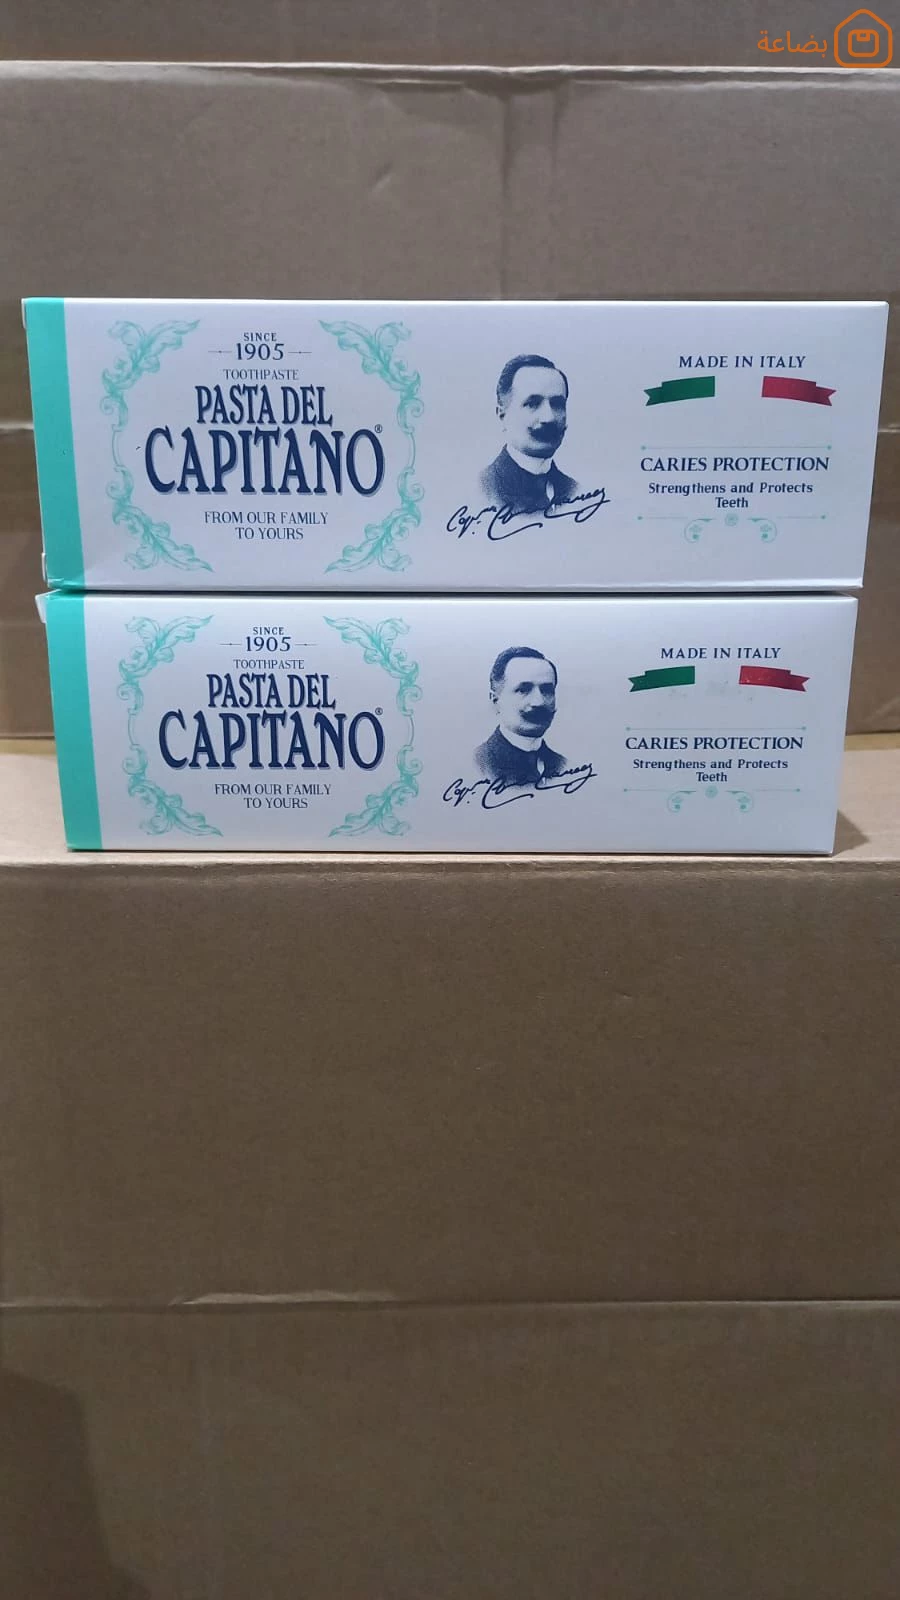 بضاعة
SINCE
1905
TOOTHPASTE
PASTA DEL
CAPITANO®
FROM OUR FAMILY
TO YOURS
MADE IN ITALY
CARIES PROTECTION
Strengthens and Protects
Teeth
SINCE
1905
TOOTHPASTE
PASTA DEL
CAPITANO®
FROM OUR FAMILY
TO YOURS
MADE IN ITALY
CARIES PROTECTION
Strengthens and Protects
Teeth